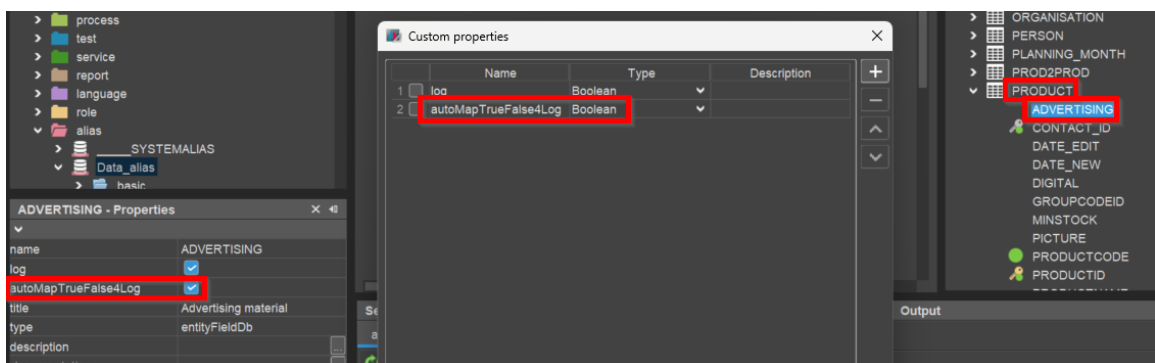 process
test
service
report
language
role
alias
_____SYSTEMALIAS
Data_alias
basic
ADVERTISING - Properties
name ADVERTISING
log
autoMapTrueFalse4Log
title Advertising material
type entityFieldDb
description ...
Custom properties
Name Type Description
1 log Boolean
2 autoMapTrueFalse4Log Boolean
Output
ORGANISATION
PERSON
PLANNING_MONTH
PROD2PROD
PRODUCT
ADVERTISING
CONTACT_ID
DATE_EDIT
DATE_NEW
DIGITAL
GROUPCODEID
MINSTOCK
PICTURE
PRODUCTCODE
PRODUCTID